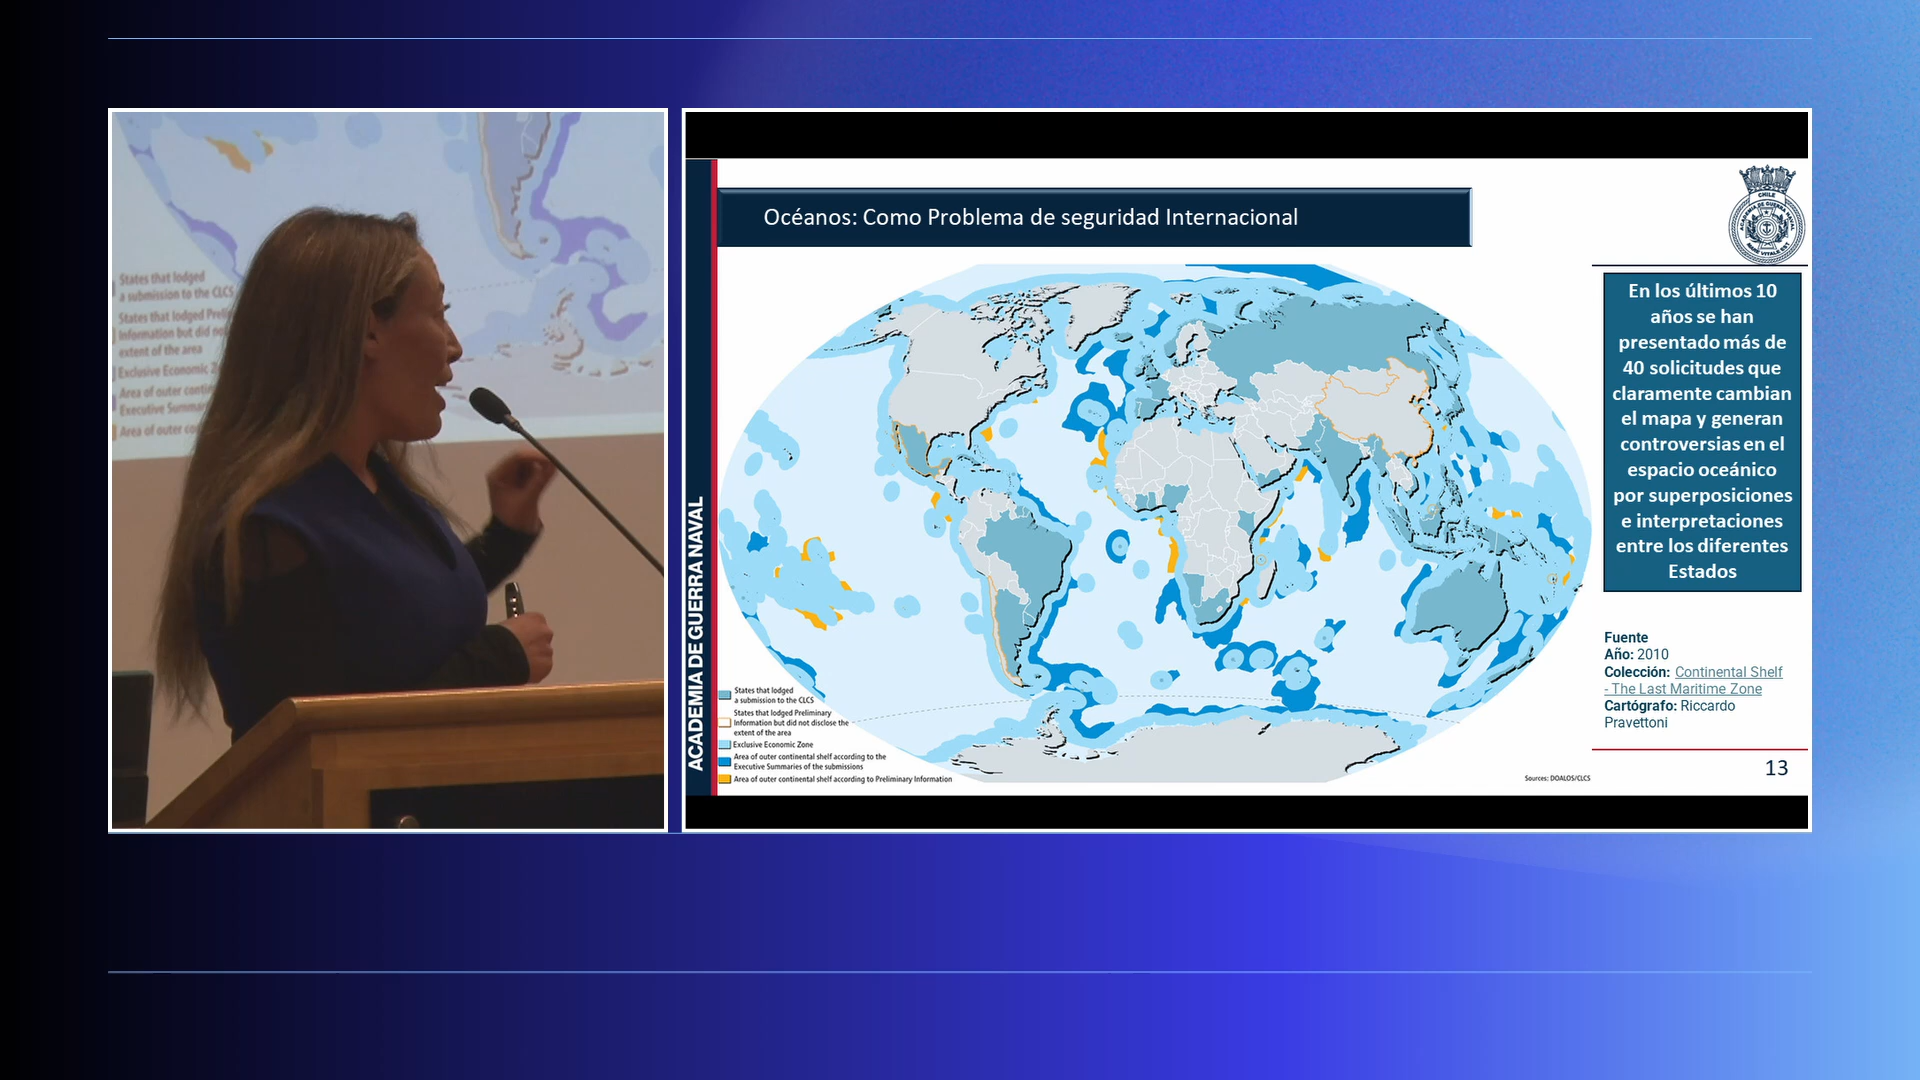 States that lodged
a submission to the CLCS
States that lodged
Information but did
extent of the area
Exclusive Economic
Area of outer
Executive
Area of outer
Océanos: Como Problema de seguridad Internacional
ACADEMIA DE GUERRA NAVAL
CHILE
En los últimos 10
años se han
presentado más de
40 solicitudes que
claramente cambian
el mapa y generan
controversias en el
espacio oceánico
por superposiciones
e interpretaciones
entre los diferentes
Estados
Fuente
Año: 2010
Colección: Continental Shelf
- The Last Maritime Zone
Cartógrafo: Riccardo
Pravettoni
13
States that lodged
a submission to the CLCS
States that lodged Preliminary
Information but did not disclose the
extent of the area
Exclusive Economic Zone
Area of outer continental shelf according to the
Executive Summaries of the submissions
Area of outer continental shelf according to Preliminary Information
Sources: DOALOS/CLCS